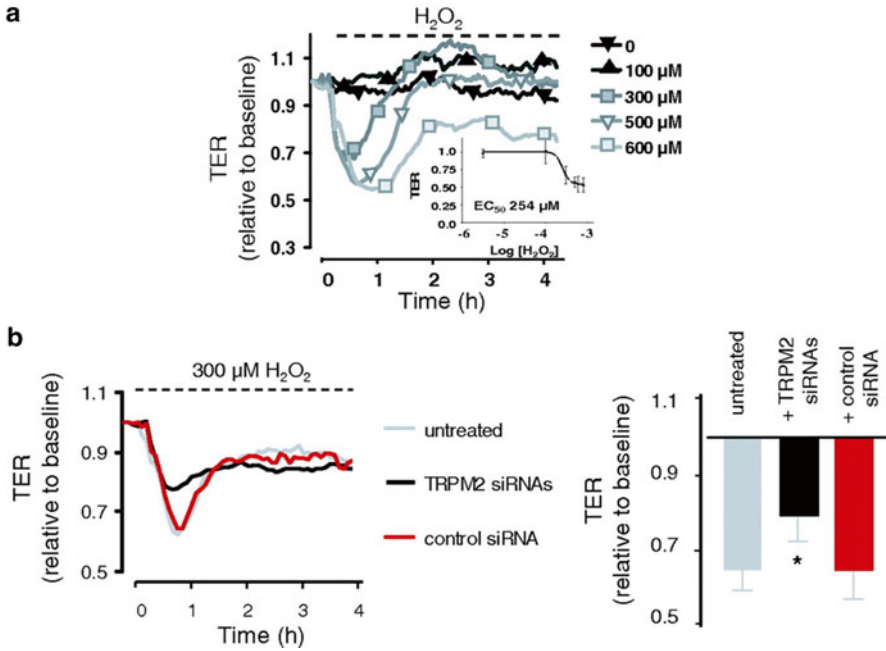 a
H₂O₂
TER
(relative to baseline)
1.1
0.9
0.7
0.5
0.3
0 1 2 3 4
Time (h)
0
100 µM
300 µM
500 µM
600 µM
TER
1.0
0.75
0.50
0.25
0.0
EC₅₀ 254 µM
-6 -5 -4 -3
Log [H₂O₂]
b
300 µM H₂O₂
TER
(relative to baseline)
1.1
0.9
0.7
0.5
0 1 2 3 4
Time (h)
untreated
TRPM2 siRNAs
control siRNA
untreated
+ TRPM2
siRNAs
+ control
siRNA
TER
(relative to baseline)
1.1
0.9
0.7
0.5
*